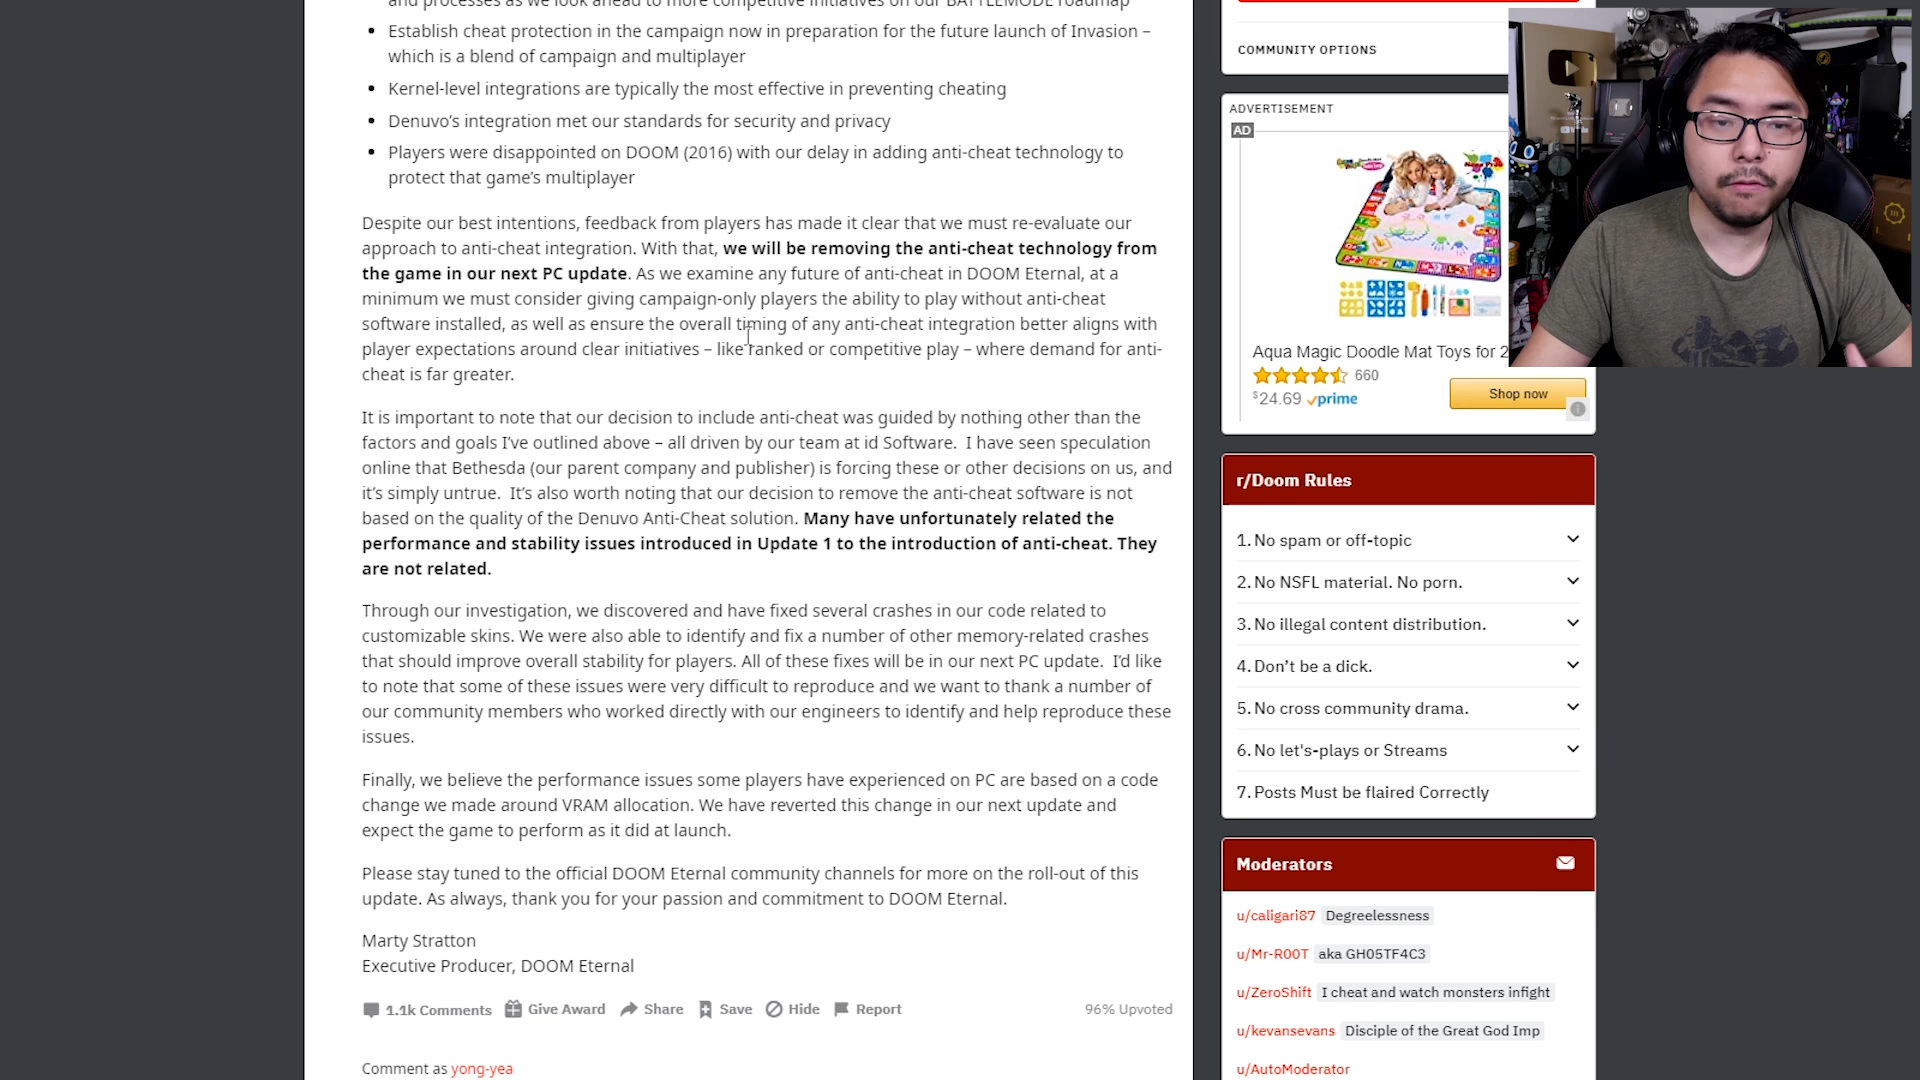 and processes as we look ahead to more competitive initiatives on our BATTLEMODE roadmap
• Establish cheat protection in the campaign now in preparation for the future launch of Invasion –
which is a blend of campaign and multiplayer
• Kernel-level integrations are typically the most effective in preventing cheating
• Denuvo’s integration met our standards for security and privacy
• Players were disappointed on DOOM (2016) with our delay in adding anti-cheat technology to
protect that game’s multiplayer
Despite our best intentions, feedback from players has made it clear that we must re-evaluate our
approach to anti-cheat integration. With that, we will be removing the anti-cheat technology from
the game in our next PC update. As we examine any future of anti-cheat in DOOM Eternal, at a
minimum we must consider giving campaign-only players the ability to play without anti-cheat
software installed, as well as ensure the overall timing of any anti-cheat integration better aligns with
player expectations around clear initiatives – like ranked or competitive play – where demand for anti-
cheat is far greater.
It is important to note that our decision to include anti-cheat was guided by nothing other than the
factors and goals I’ve outlined above – all driven by our team at id Software. I have seen speculation
online that Bethesda (our parent company and publisher) is forcing these or other decisions on us, and
it’s simply untrue. It’s also worth noting that our decision to remove the anti-cheat software is not
based on the quality of the Denuvo Anti-Cheat solution. Many have unfortunately related the
performance and stability issues introduced in Update 1 to the introduction of anti-cheat. They
are not related.
Through our investigation, we discovered and have fixed several crashes in our code related to
customizable skins. We were also able to identify and fix a number of other memory-related crashes
that should improve overall stability for players. All of these fixes will be in our next PC update. I’d like
to note that some of these issues were very difficult to reproduce and we want to thank a number of
our community members who worked directly with our engineers to identify and help reproduce these
issues.
Finally, we believe the performance issues some players have experienced on PC are based on a code
change we made around VRAM allocation. We have reverted this change in our next update and
expect the game to perform as it did at launch.
Please stay tuned to the official DOOM Eternal community channels for more on the roll-out of this
update. As always, thank you for your passion and commitment to DOOM Eternal.
Marty Stratton
Executive Producer, DOOM Eternal
1.1k Comments Give Award Share Save Hide Report 96% Upvoted
Comment as yong-yea
COMMUNITY OPTIONS
ADVERTISEMENT
AD
Aqua Magic Doodle Mat Toys for 2
660
$24.69 prime
Shop now
r/Doom Rules
1. No spam or off-topic
2. No NSFL material. No porn.
3. No illegal content distribution.
4. Don’t be a dick.
5. No cross community drama.
6. No let's-plays or Streams
7. Posts Must be flaired Correctly
Moderators
u/caligari87 Degreelessness
u/Mr-R00T aka GH05TF4C3
u/ZeroShift I cheat and watch monsters infight
u/kevansevans Disciple of the Great God Imp
u/AutoModerator